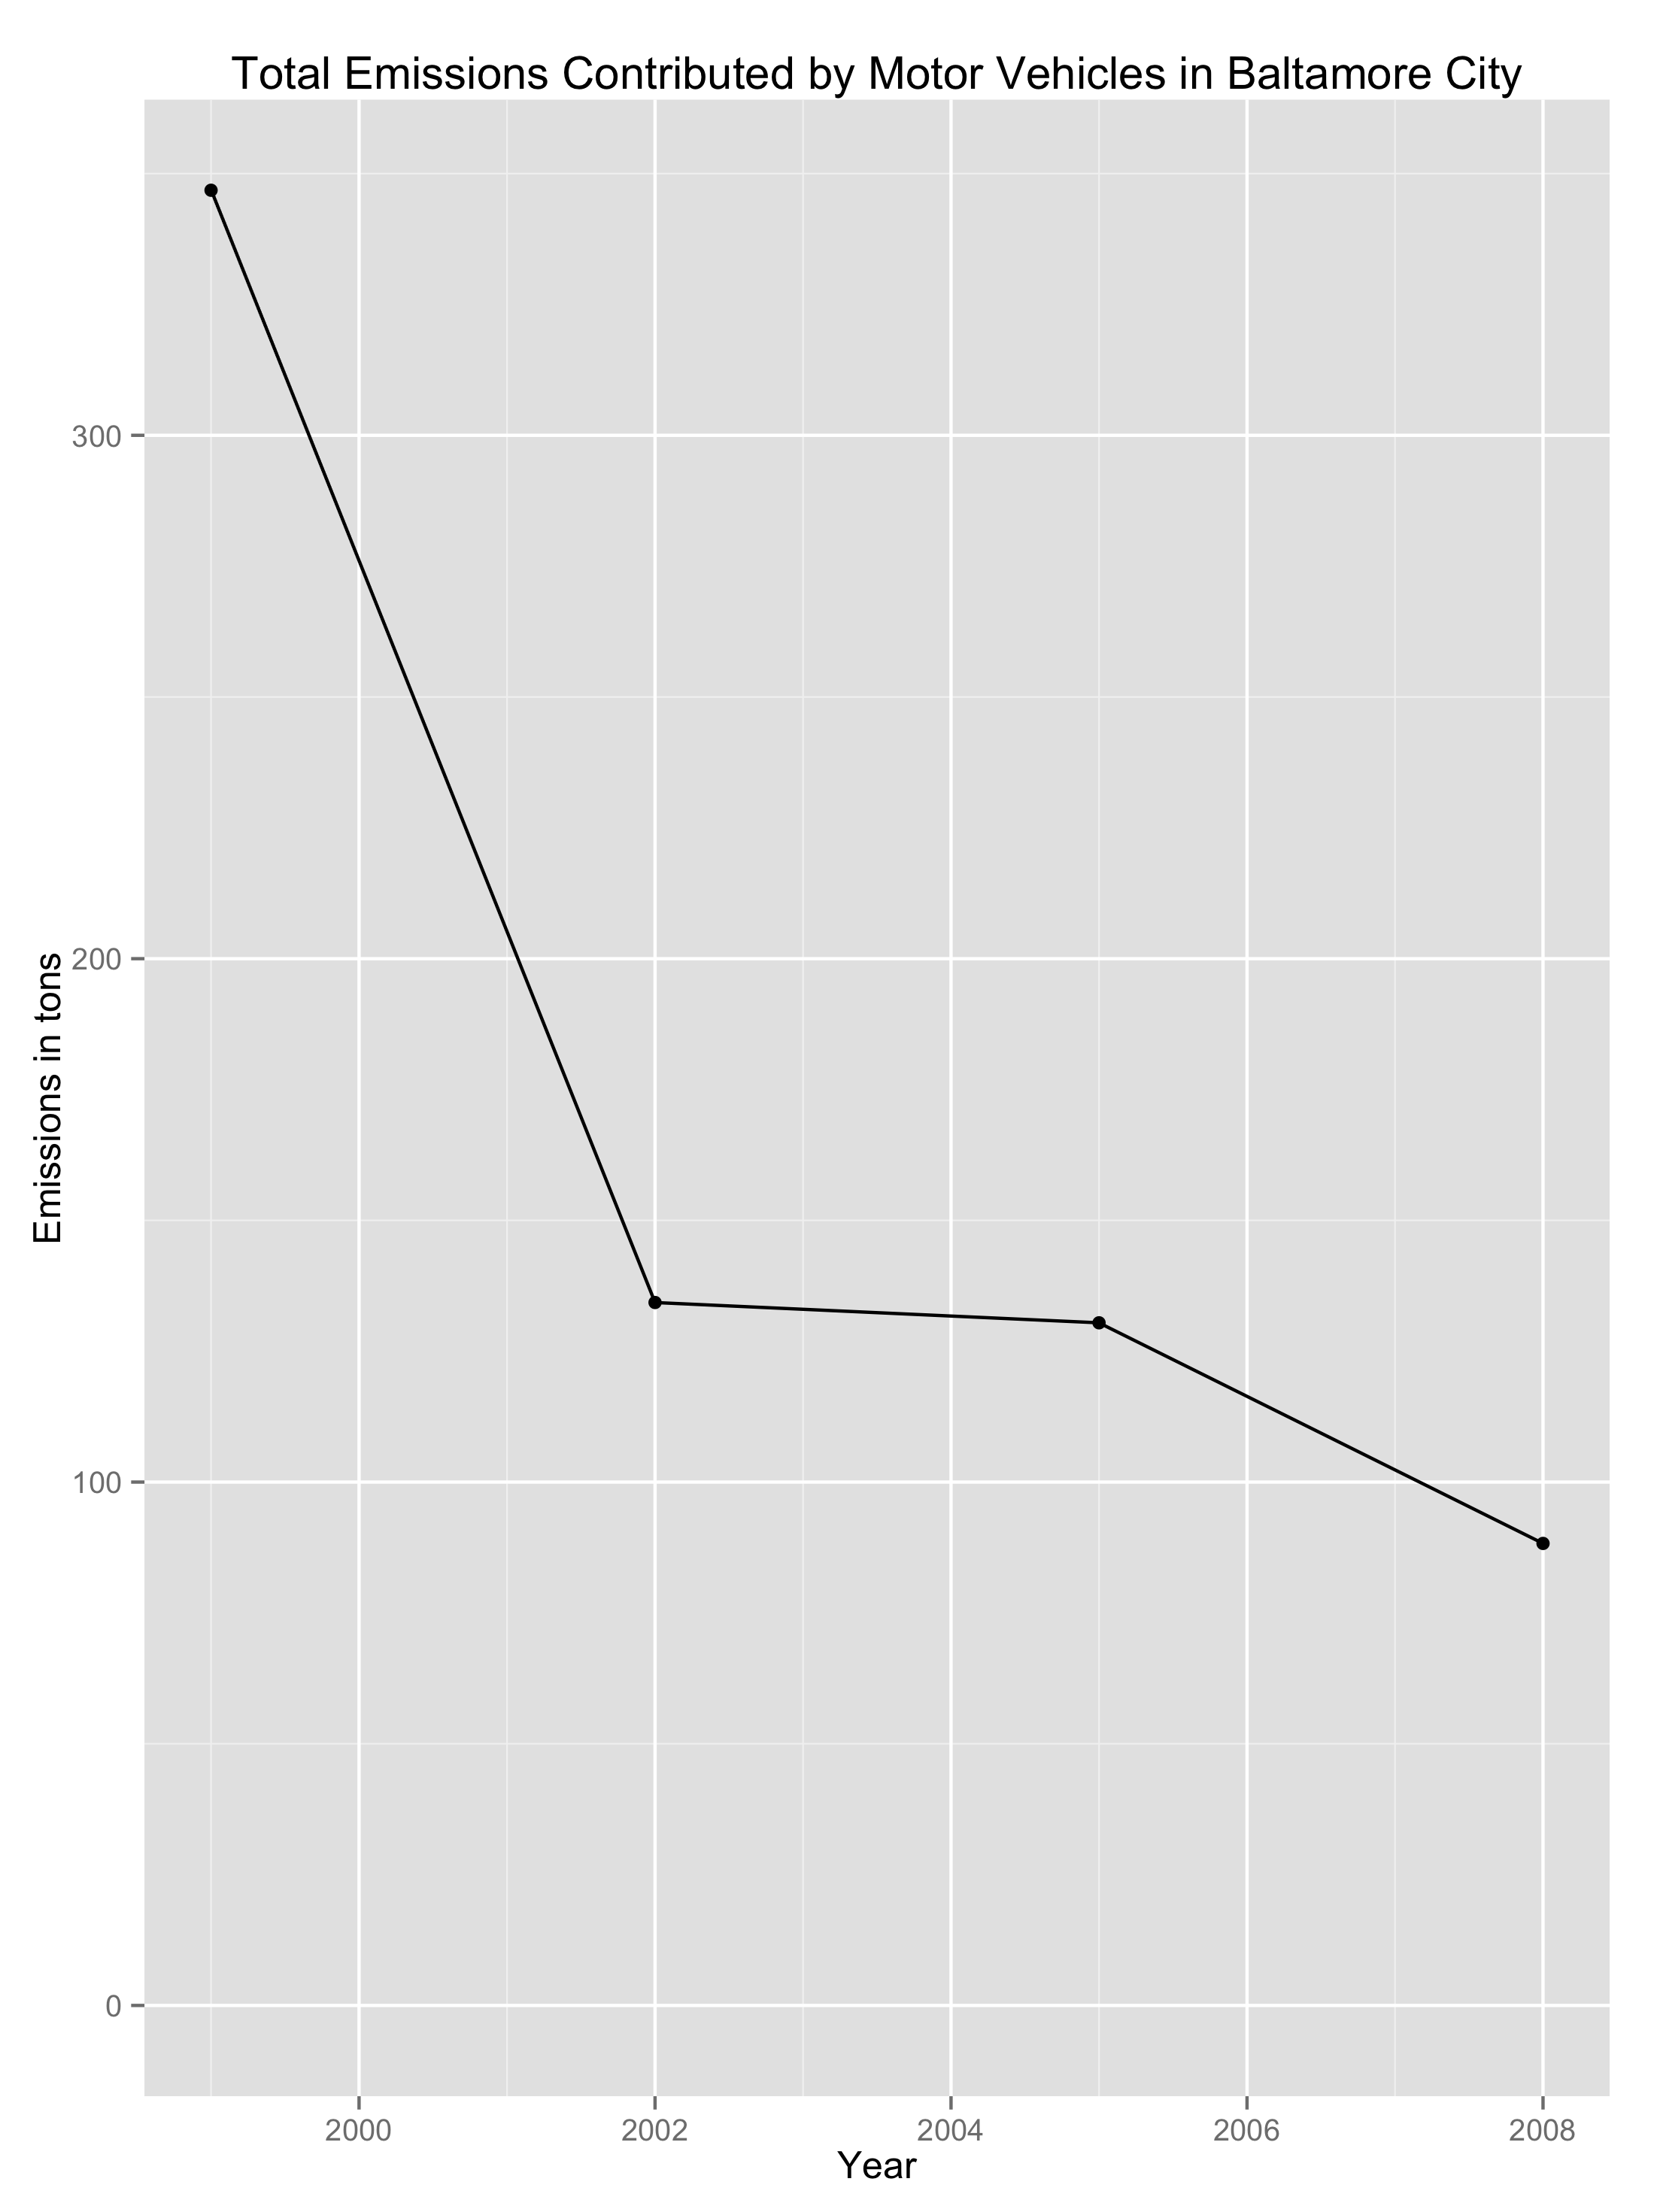 Total Emissions Contributed by Motor Vehicles in Baltamore City
300
200
100
0
Emissions in tons
2000 2002 2004 2006 2008
Year